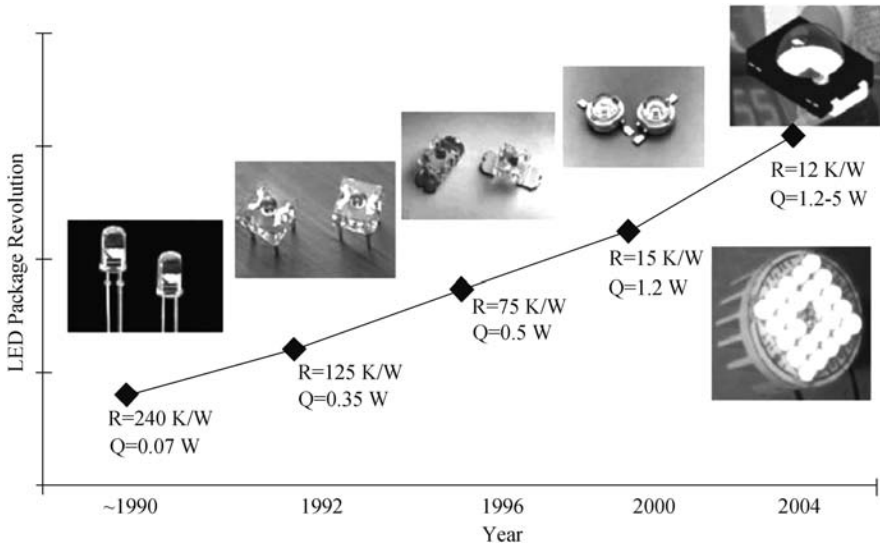 LED Package Revolution
R=240 K/W
Q=0.07 W
R=125 K/W
Q=0.35 W
R=75 K/W
Q=0.5 W
R=15 K/W
Q=1.2 W
R=12 K/W
Q=1.2-5 W
~1990
1992
1996
2000
2004
Year